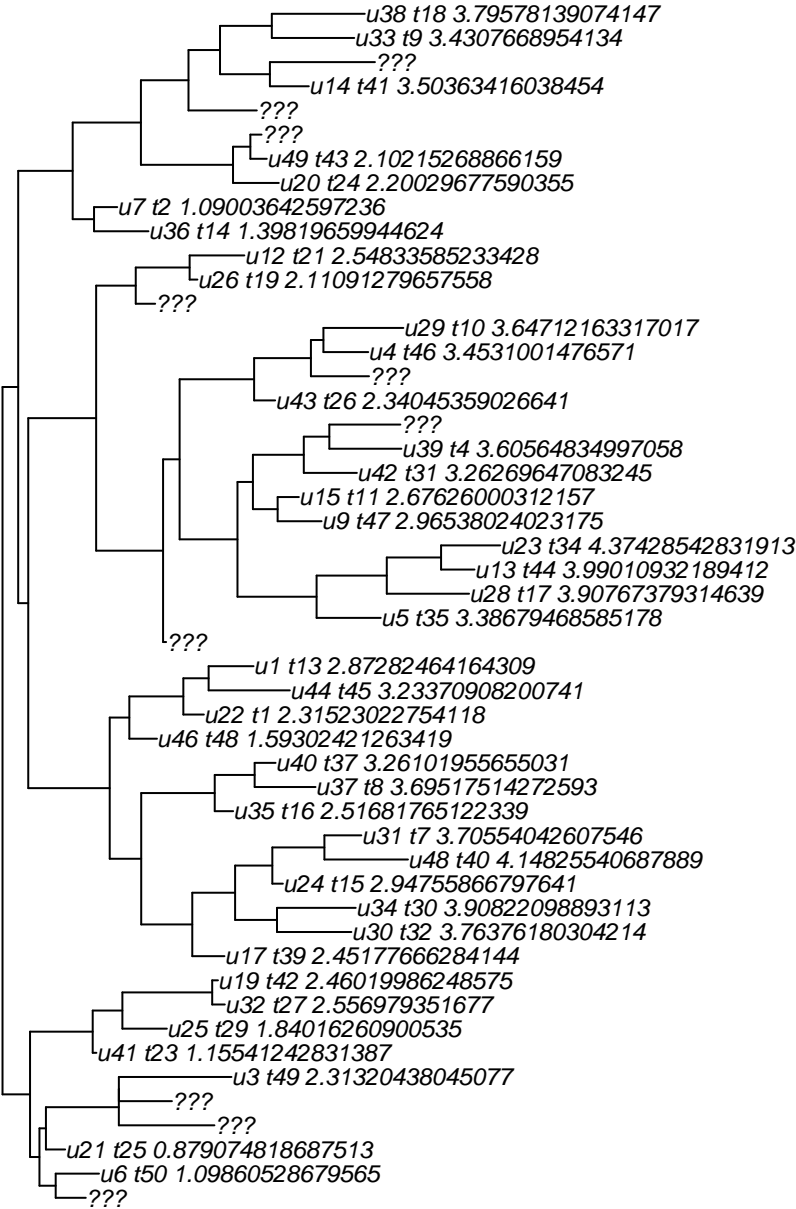 u38 t18 3.79578139074147
u33 t9 3.4307668954134
???
u14 t41 3.50363416038454
???
???
u49 t43 2.10215268866159
u20 t24 2.20029677590355
u7 t2 1.09003642597236
u36 t14 1.39819659944624
u12 t21 2.54833585233428
u26 t19 2.11091279657558
???
u29 t10 3.64712163317017
u4 t46 3.4531001476571
???
u43 t26 2.34045359026641
???
u39 t4 3.60564834997058
u42 t31 3.26269647083245
u15 t11 2.67626000312157
u9 t47 2.96538024023175
u23 t34 4.37428542831913
u13 t44 3.99010932189412
u28 t17 3.90767379314639
u5 t35 3.38679468585178
???
u1 t13 2.87282464164309
u44 t45 3.23370908200741
u22 t1 2.31523022754118
u46 t48 1.59302421263419
u40 t37 3.26101955655031
u37 t8 3.69517514272593
u35 t16 2.51681765122339
u31 t7 3.70554042607546
u48 t40 4.14825540687889
u24 t15 2.94755866797641
u34 t30 3.90822098893113
u30 t32 3.76376180304214
u17 t39 2.45177666284144
u19 t42 2.46019986248575
u32 t27 2.556979351677
u25 t29 1.84016260900535
u41 t23 1.15541242831387
u3 t49 2.31320438045077
???
???
u21 t25 0.879074818687513
u6 t50 1.09860528679565
???